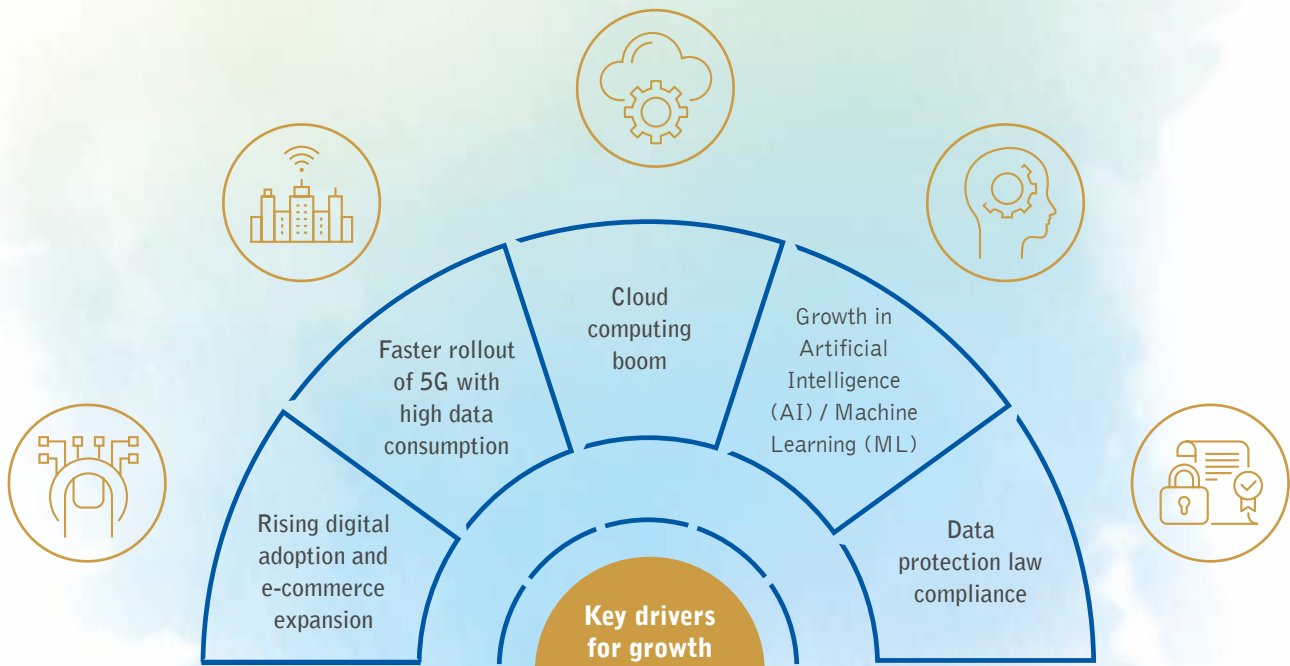 Rising digital
adoption and
e-commerce
expansion
Faster rollout
of 5G with
high data
consumption
Cloud
computing
boom
Growth in
Artificial
Intelligence
(AI) / Machine
Learning (ML)
Data
protection law
compliance
Key drivers
for growth